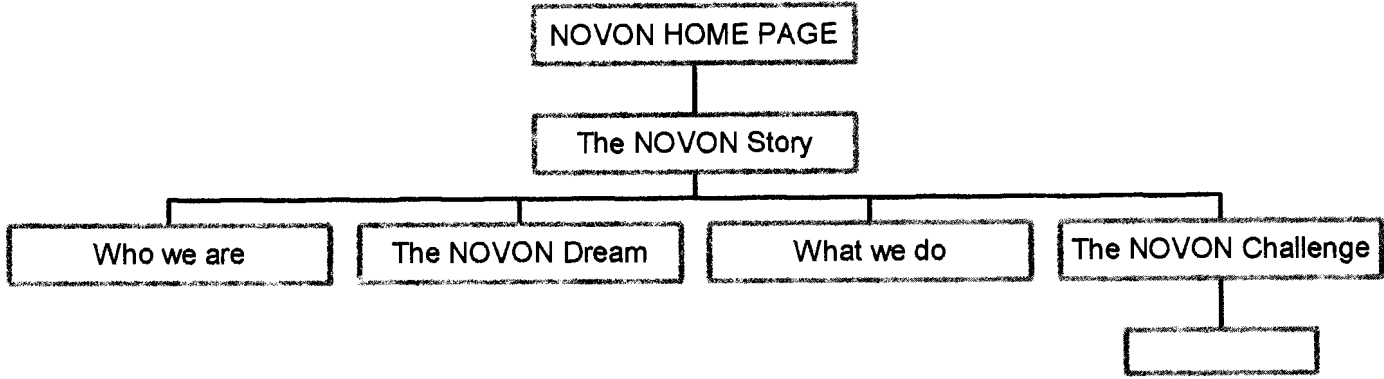 NOVON HOME PAGE
The NOVON Story
Who we are
The NOVON Dream
What we do
The NOVON Challenge